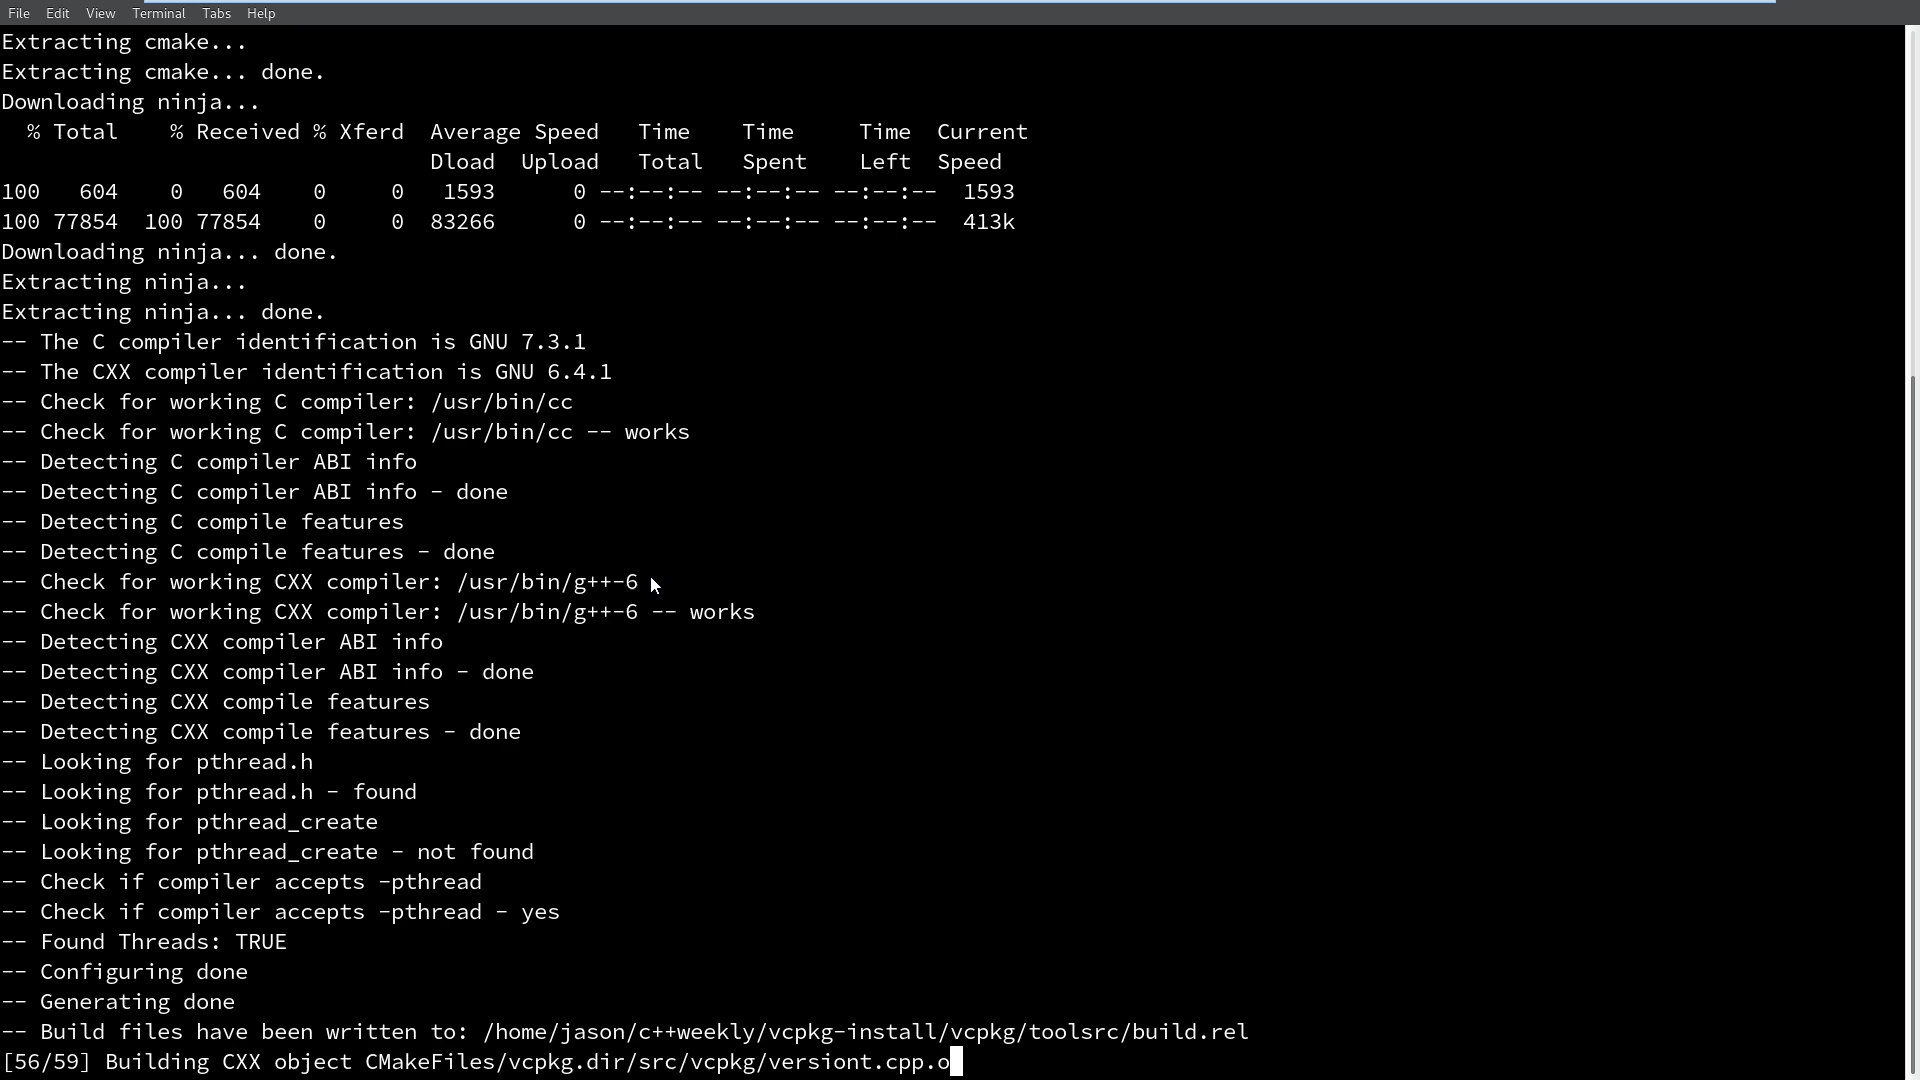 File Edit View Terminal Tabs Help
Extracting cmake...
Extracting cmake... done.
Downloading ninja...
  % Total    % Received % Xferd  Average Speed   Time    Time     Time  Current
                                 Dload  Upload   Total   Spent    Left  Speed
100   604    0   604    0     0   1593      0 --:--:-- --:--:-- --:--:--  1593
100 77854  100 77854    0     0  83266      0 --:--:-- --:--:-- --:--:--  413k
Downloading ninja... done.
Extracting ninja...
Extracting ninja... done.
-- The C compiler identification is GNU 7.3.1
-- The CXX compiler identification is GNU 6.4.1
-- Check for working C compiler: /usr/bin/cc
-- Check for working C compiler: /usr/bin/cc -- works
-- Detecting C compiler ABI info
-- Detecting C compiler ABI info - done
-- Detecting C compile features
-- Detecting C compile features - done
-- Check for working CXX compiler: /usr/bin/g++-6
-- Check for working CXX compiler: /usr/bin/g++-6 -- works
-- Detecting CXX compiler ABI info
-- Detecting CXX compiler ABI info - done
-- Detecting CXX compile features
-- Detecting CXX compile features - done
-- Looking for pthread.h
-- Looking for pthread.h - found
-- Looking for pthread_create
-- Looking for pthread_create - not found
-- Check if compiler accepts -pthread
-- Check if compiler accepts -pthread - yes
-- Found Threads: TRUE
-- Configuring done
-- Generating done
-- Build files have been written to: /home/jason/c++weekly/vcpkg-install/vcpkg/toolsrc/build.rel
[56/59] Building CXX object CMakeFiles/vcpkg.dir/src/vcpkg/versiont.cpp.o